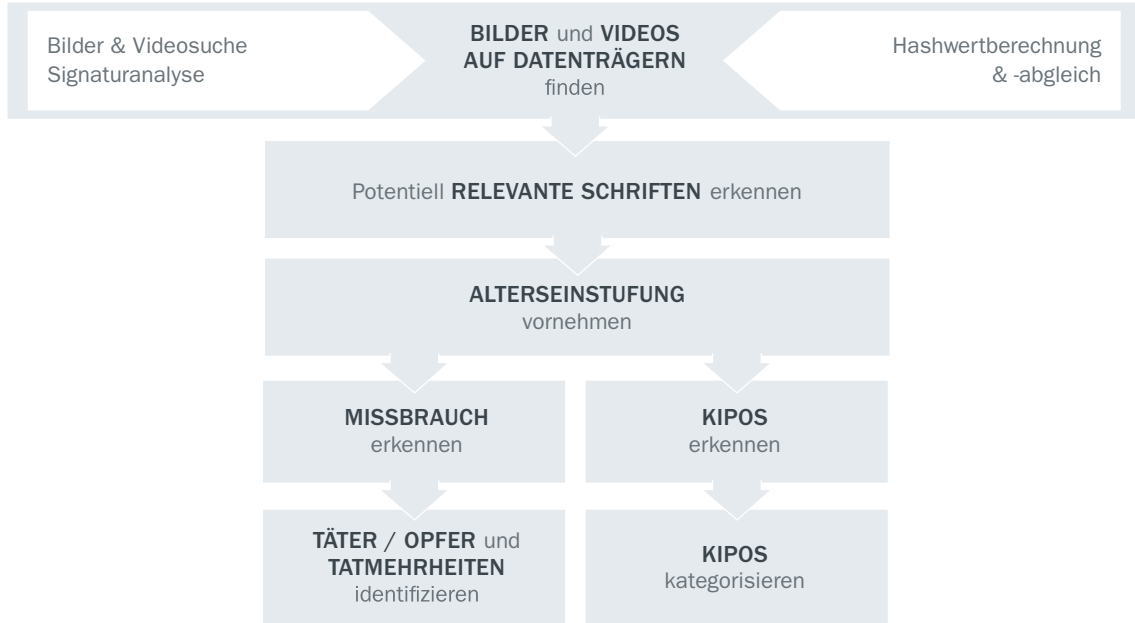 Bilder & Videosuche
Signaturanalyse
BILDER und VIDEOS
AUF DATENTRÄGERN
finden
Hashwertberechnung
& -abgleich
Potentiell RELEVANTE SCHRIFTEN erkennen
ALTERSEINSTUFUNG
vornehmen
MISSBRAUCH
erkennen
KIPOS
erkennen
TÄTER / OPFER und
TATMEHRHEITEN
identifizieren
KIPOS
kategorisieren